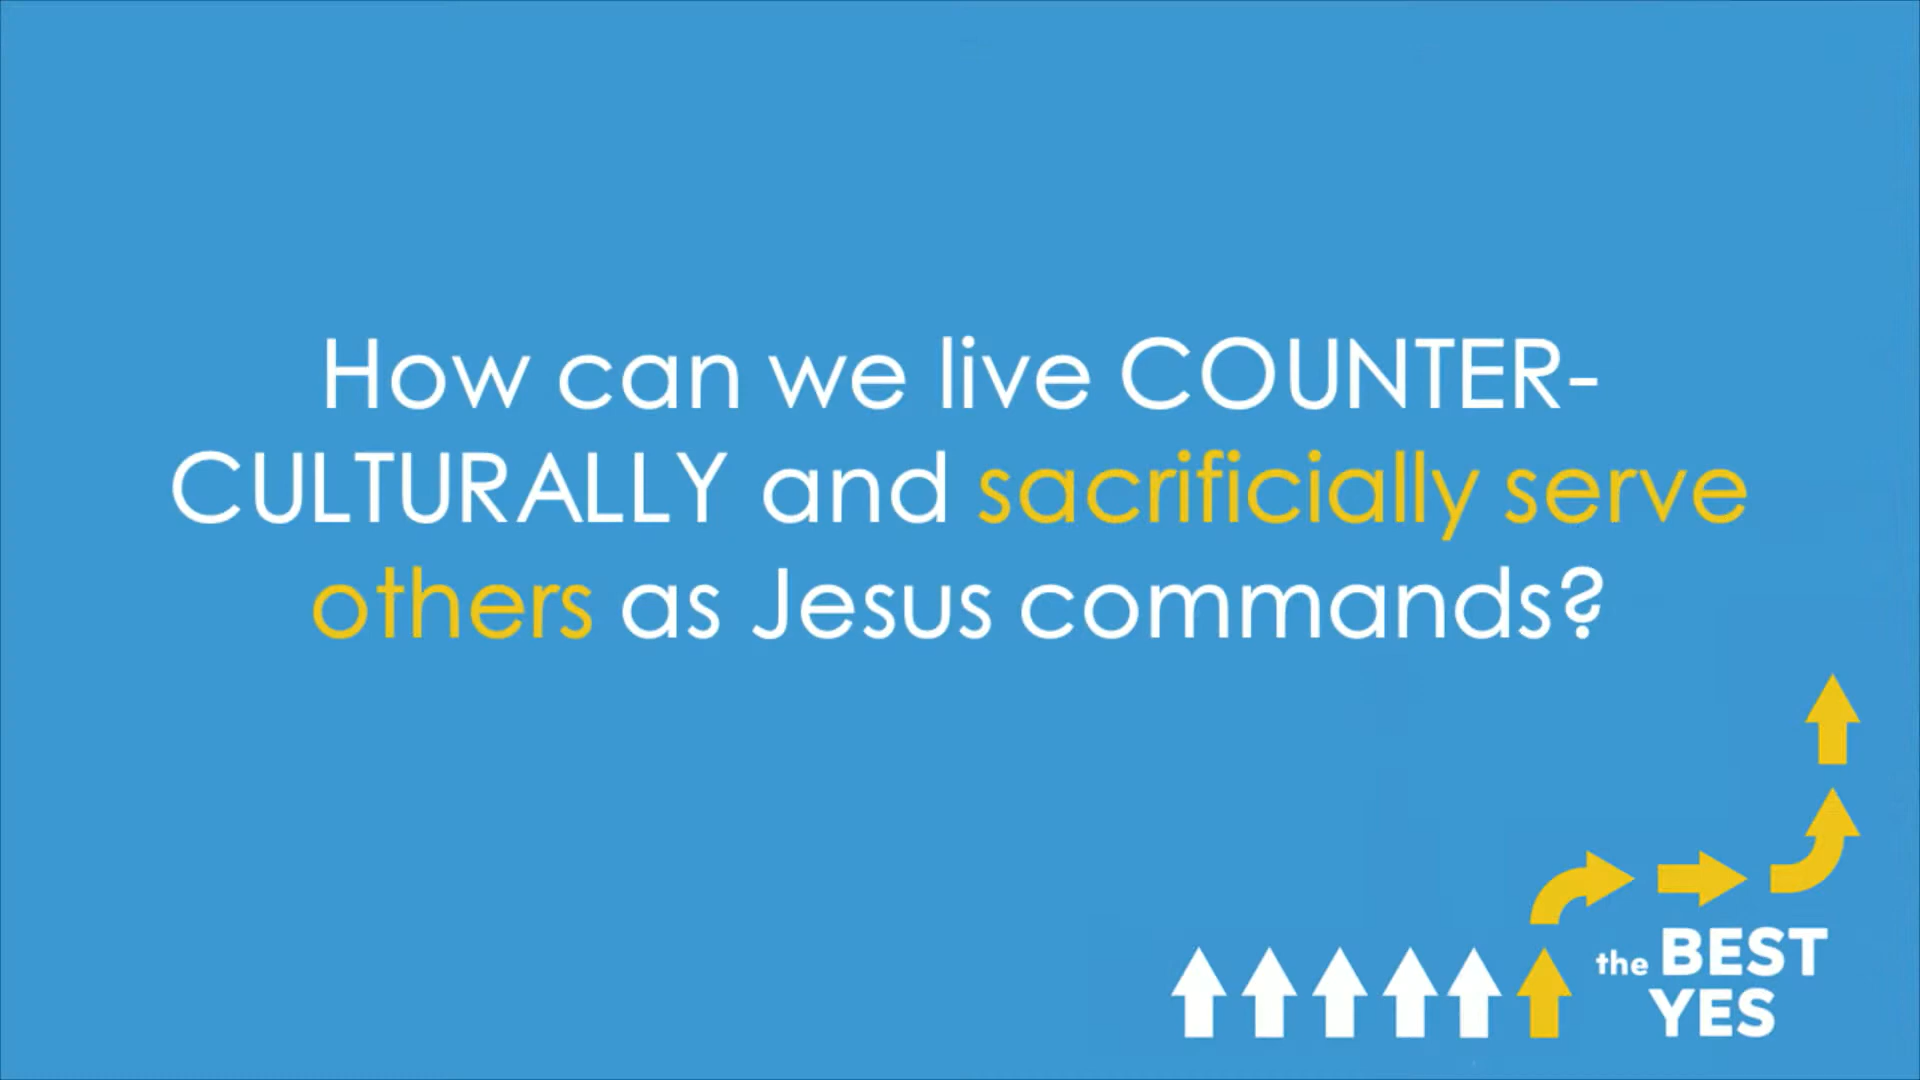 How can we live COUNTER-
CULTURALLY and sacrificially serve
others as Jesus commands?
the BEST
YES